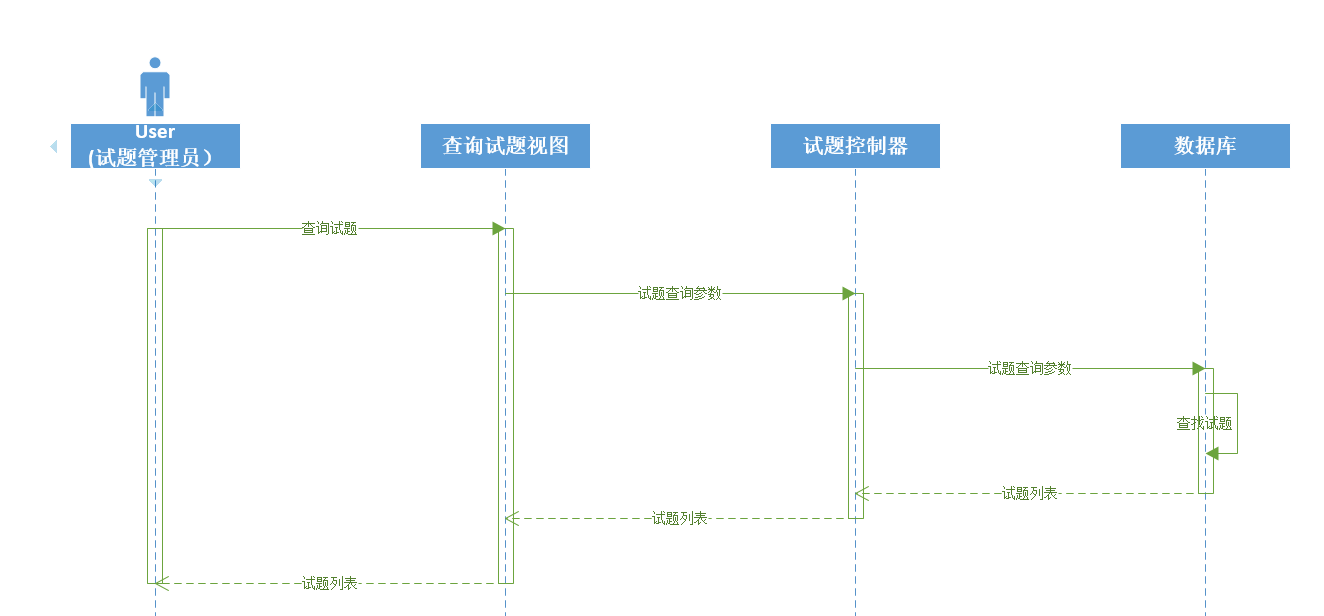 User
(试题管理员）
查询试题视图
试题控制器
数据库
查询试题
试题查询参数
试题查询参数
查找试题
试题列表
试题列表
试题列表